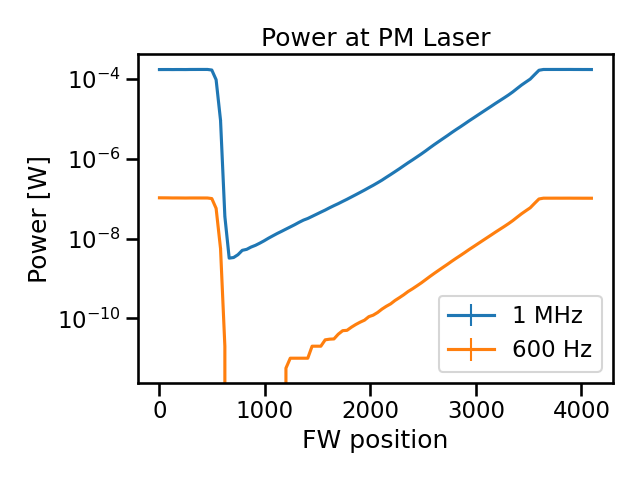 Power at PM Laser
Power [W]
10⁻⁴
10⁻⁶
10⁻⁸
10⁻¹⁰
1 MHz
600 Hz
0 1000 2000 3000 4000
FW position